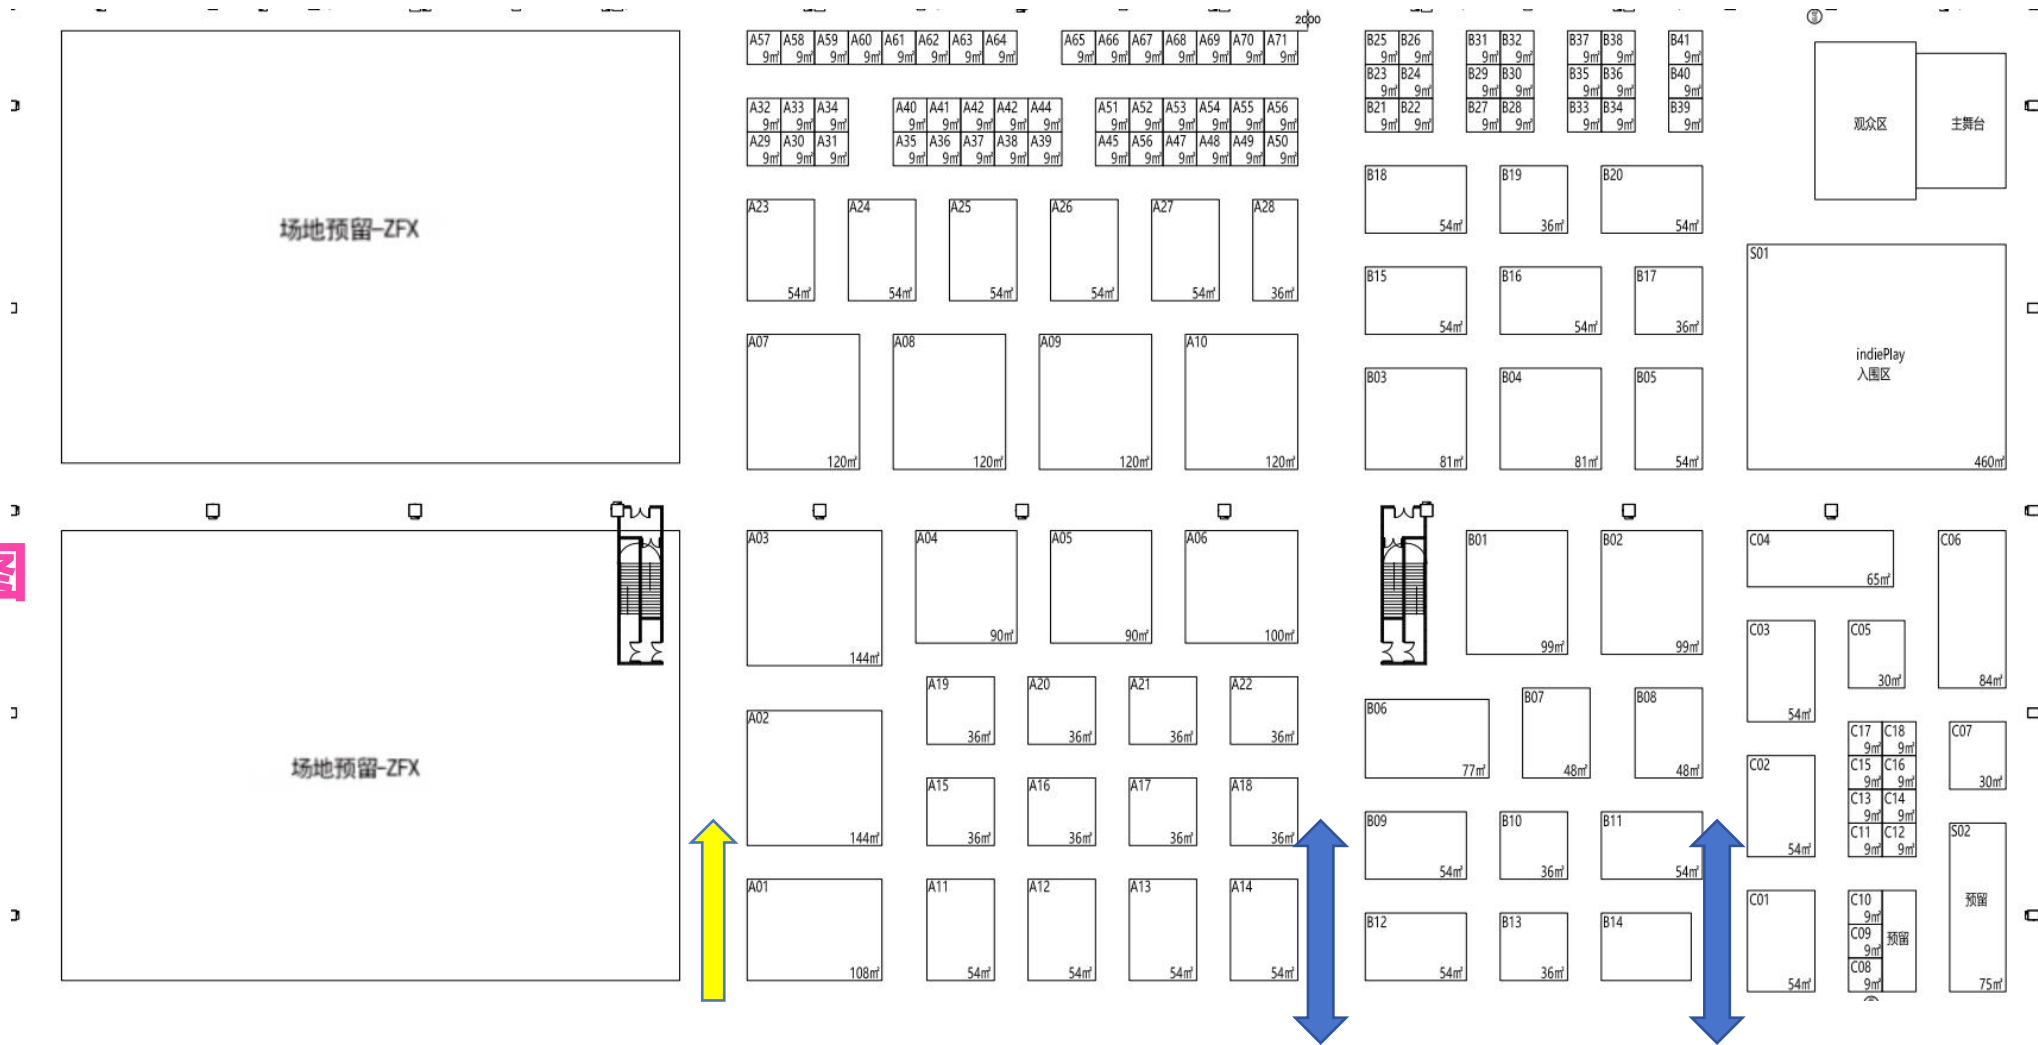 2000
A57 A58 A59 A60 A61 A62 A63 A64
9㎡ 9㎡ 9㎡ 9㎡ 9㎡ 9㎡ 9㎡ 9㎡
A65 A66 A67 A68 A69 A70 A71
9㎡ 9㎡ 9㎡ 9㎡ 9㎡ 9㎡ 9㎡
A32 A33 A34
9㎡ 9㎡ 9㎡
A29 A30 A31
9㎡ 9㎡ 9㎡
A40 A41 A42 A42 A44
9㎡ 9㎡ 9㎡ 9㎡ 9㎡
A35 A36 A37 A38 A39
9㎡ 9㎡ 9㎡ 9㎡ 9㎡
A51 A52 A53 A54 A55 A56
9㎡ 9㎡ 9㎡ 9㎡ 9㎡ 9㎡
A45 A56 A47 A48 A49 A50
9㎡ 9㎡ 9㎡ 9㎡ 9㎡ 9㎡
场地预留-ZFX
A23 A24 A25 A26 A27 A28
54㎡ 54㎡ 54㎡ 54㎡ 54㎡ 36㎡
A07 A08 A09 A10
120㎡ 120㎡ 120㎡ 120㎡
B25 B26 B31 B32 B37 B38 B41
9㎡ 9㎡ 9㎡ 9㎡ 9㎡ 9㎡ 9㎡
B23 B24 B29 B30 B35 B36 B40
9㎡ 9㎡ 9㎡ 9㎡ 9㎡ 9㎡ 9㎡
B21 B22 B27 B28 B33 B34 B39
9㎡ 9㎡ 9㎡ 9㎡ 9㎡ 9㎡ 9㎡
B18 B19 B20
54㎡ 36㎡ 54㎡
B15 B16 B17
54㎡ 54㎡ 36㎡
B03 B04 B05
81㎡ 81㎡ 54㎡
观众区 主舞台
S01
indiePlay
入围区
460㎡
图
场地预留-ZFX
A03 A04 A05 A06
90㎡ 90㎡ 100㎡
144㎡
A19 A20 A21 A22
36㎡ 36㎡ 36㎡ 36㎡
A02
144㎡
A15 A16 A17 A18
36㎡ 36㎡ 36㎡ 36㎡
A01 A11 A12 A13 A14
108㎡ 54㎡ 54㎡ 54㎡ 54㎡
B01 B02
99㎡ 99㎡
B06 B07 B08
77㎡ 48㎡ 48㎡
B09 B10 B11
54㎡ 36㎡ 54㎡
B12 B13 B14
54㎡ 36㎡
C04 C06
65㎡
C03 C05
30㎡ 84㎡
54㎡
C17 C18 C07
9㎡ 9㎡
C02 C15 C16
9㎡ 9㎡ 30㎡
C13 C14
9㎡ 9㎡
C11 C12 S02
54㎡ 9㎡ 9㎡
C01 C10 预留
9㎡
C09 预留
9㎡
C08
54㎡ 9㎡ 75㎡